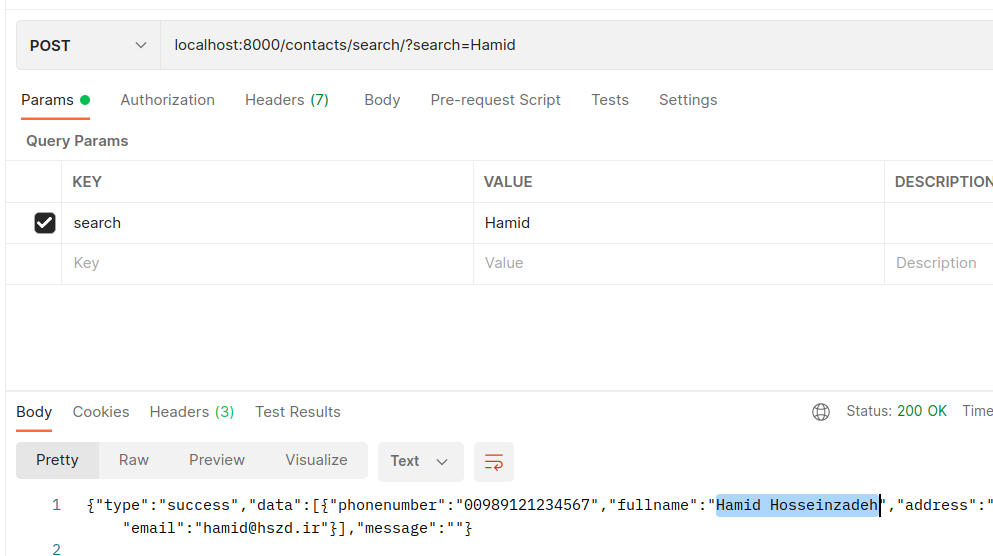 POST localhost:8000/contacts/search/?search=Hamid
Params Authorization Headers (7) Body Pre-request Script Tests Settings
Query Params
KEY VALUE DESCRIPTION
search Hamid
Key Value Description
Body Cookies Headers (3) Test Results Status: 200 OK Time
Pretty Raw Preview Visualize Text
1 {"type":"success","data":[{"phonenumber":"00989121234567","fullname":"Hamid Hosseinzadeh","address":"
"email":"hamid@hszd.ir"}],"message":""}
2